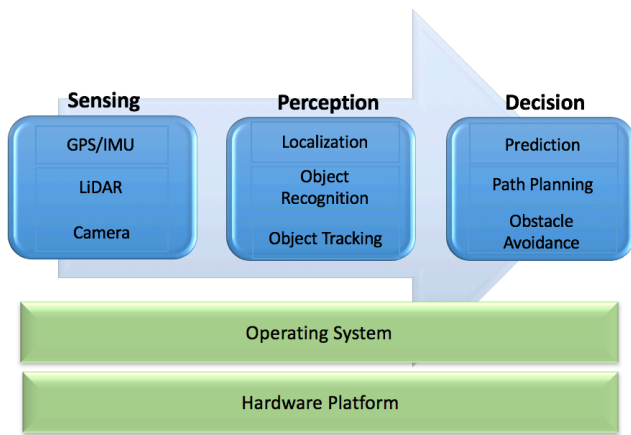 Sensing
GPS/IMU
LiDAR
Camera
Perception
Localization
Object
Recognition
Object Tracking
Decision
Prediction
Path Planning
Obstacle
Avoidance
Operating System
Hardware Platform